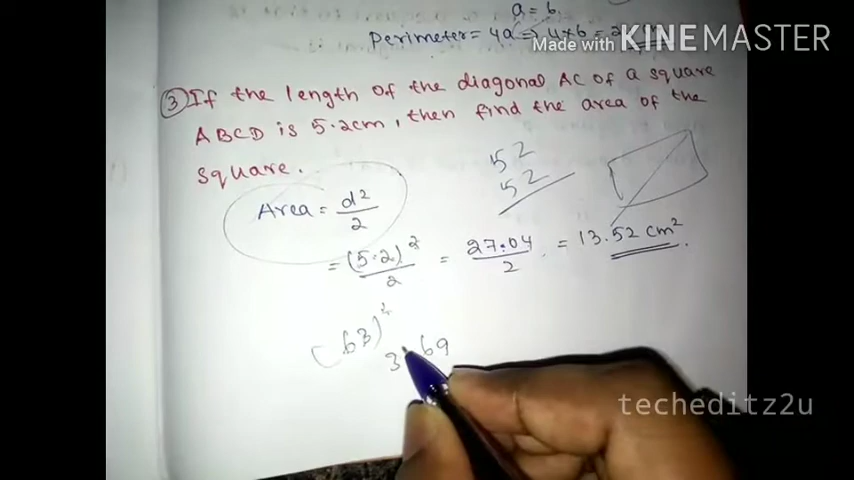 a = b
Perimeter = 4a ⇒ 4×6 = 2
Made with KINEMASTER
③ If the length of the diagonal AC of a square
ABCD is 5.2cm, then find the area of the
square.
52
52
Area = d²/2
= (5.2)²/2 = 27.04/2 = 13.52 cm²
(63)²
3 69
techeditz2u